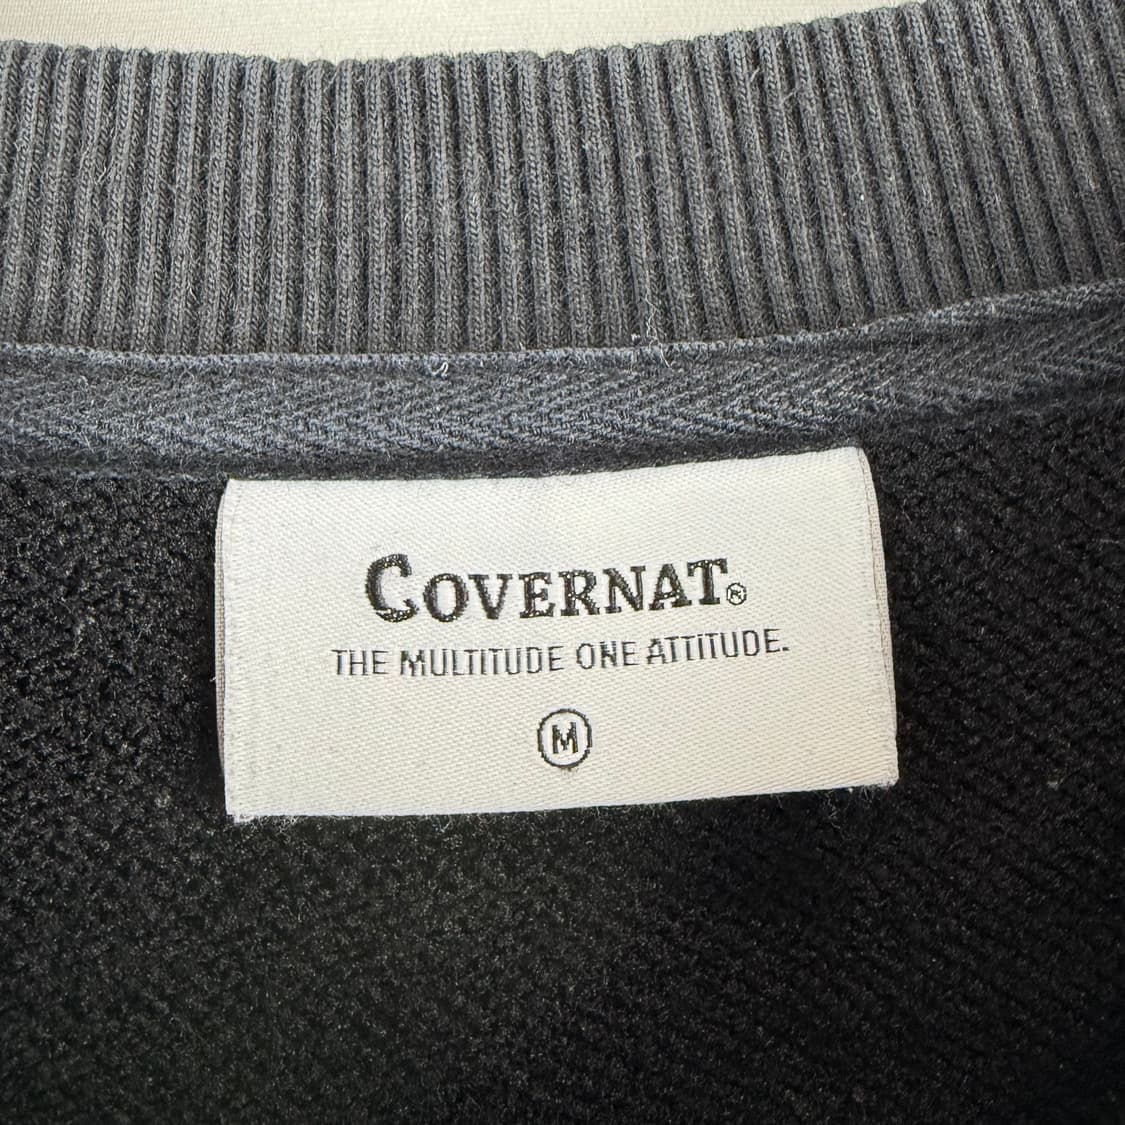 COVERNAT®
THE MULTITUDE ONE ATTITUDE.
M